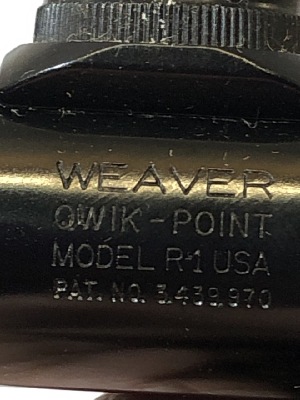 WEAVER
QWIK-POINT
MODEL R-1 USA
PAT. NO. 3,439,970